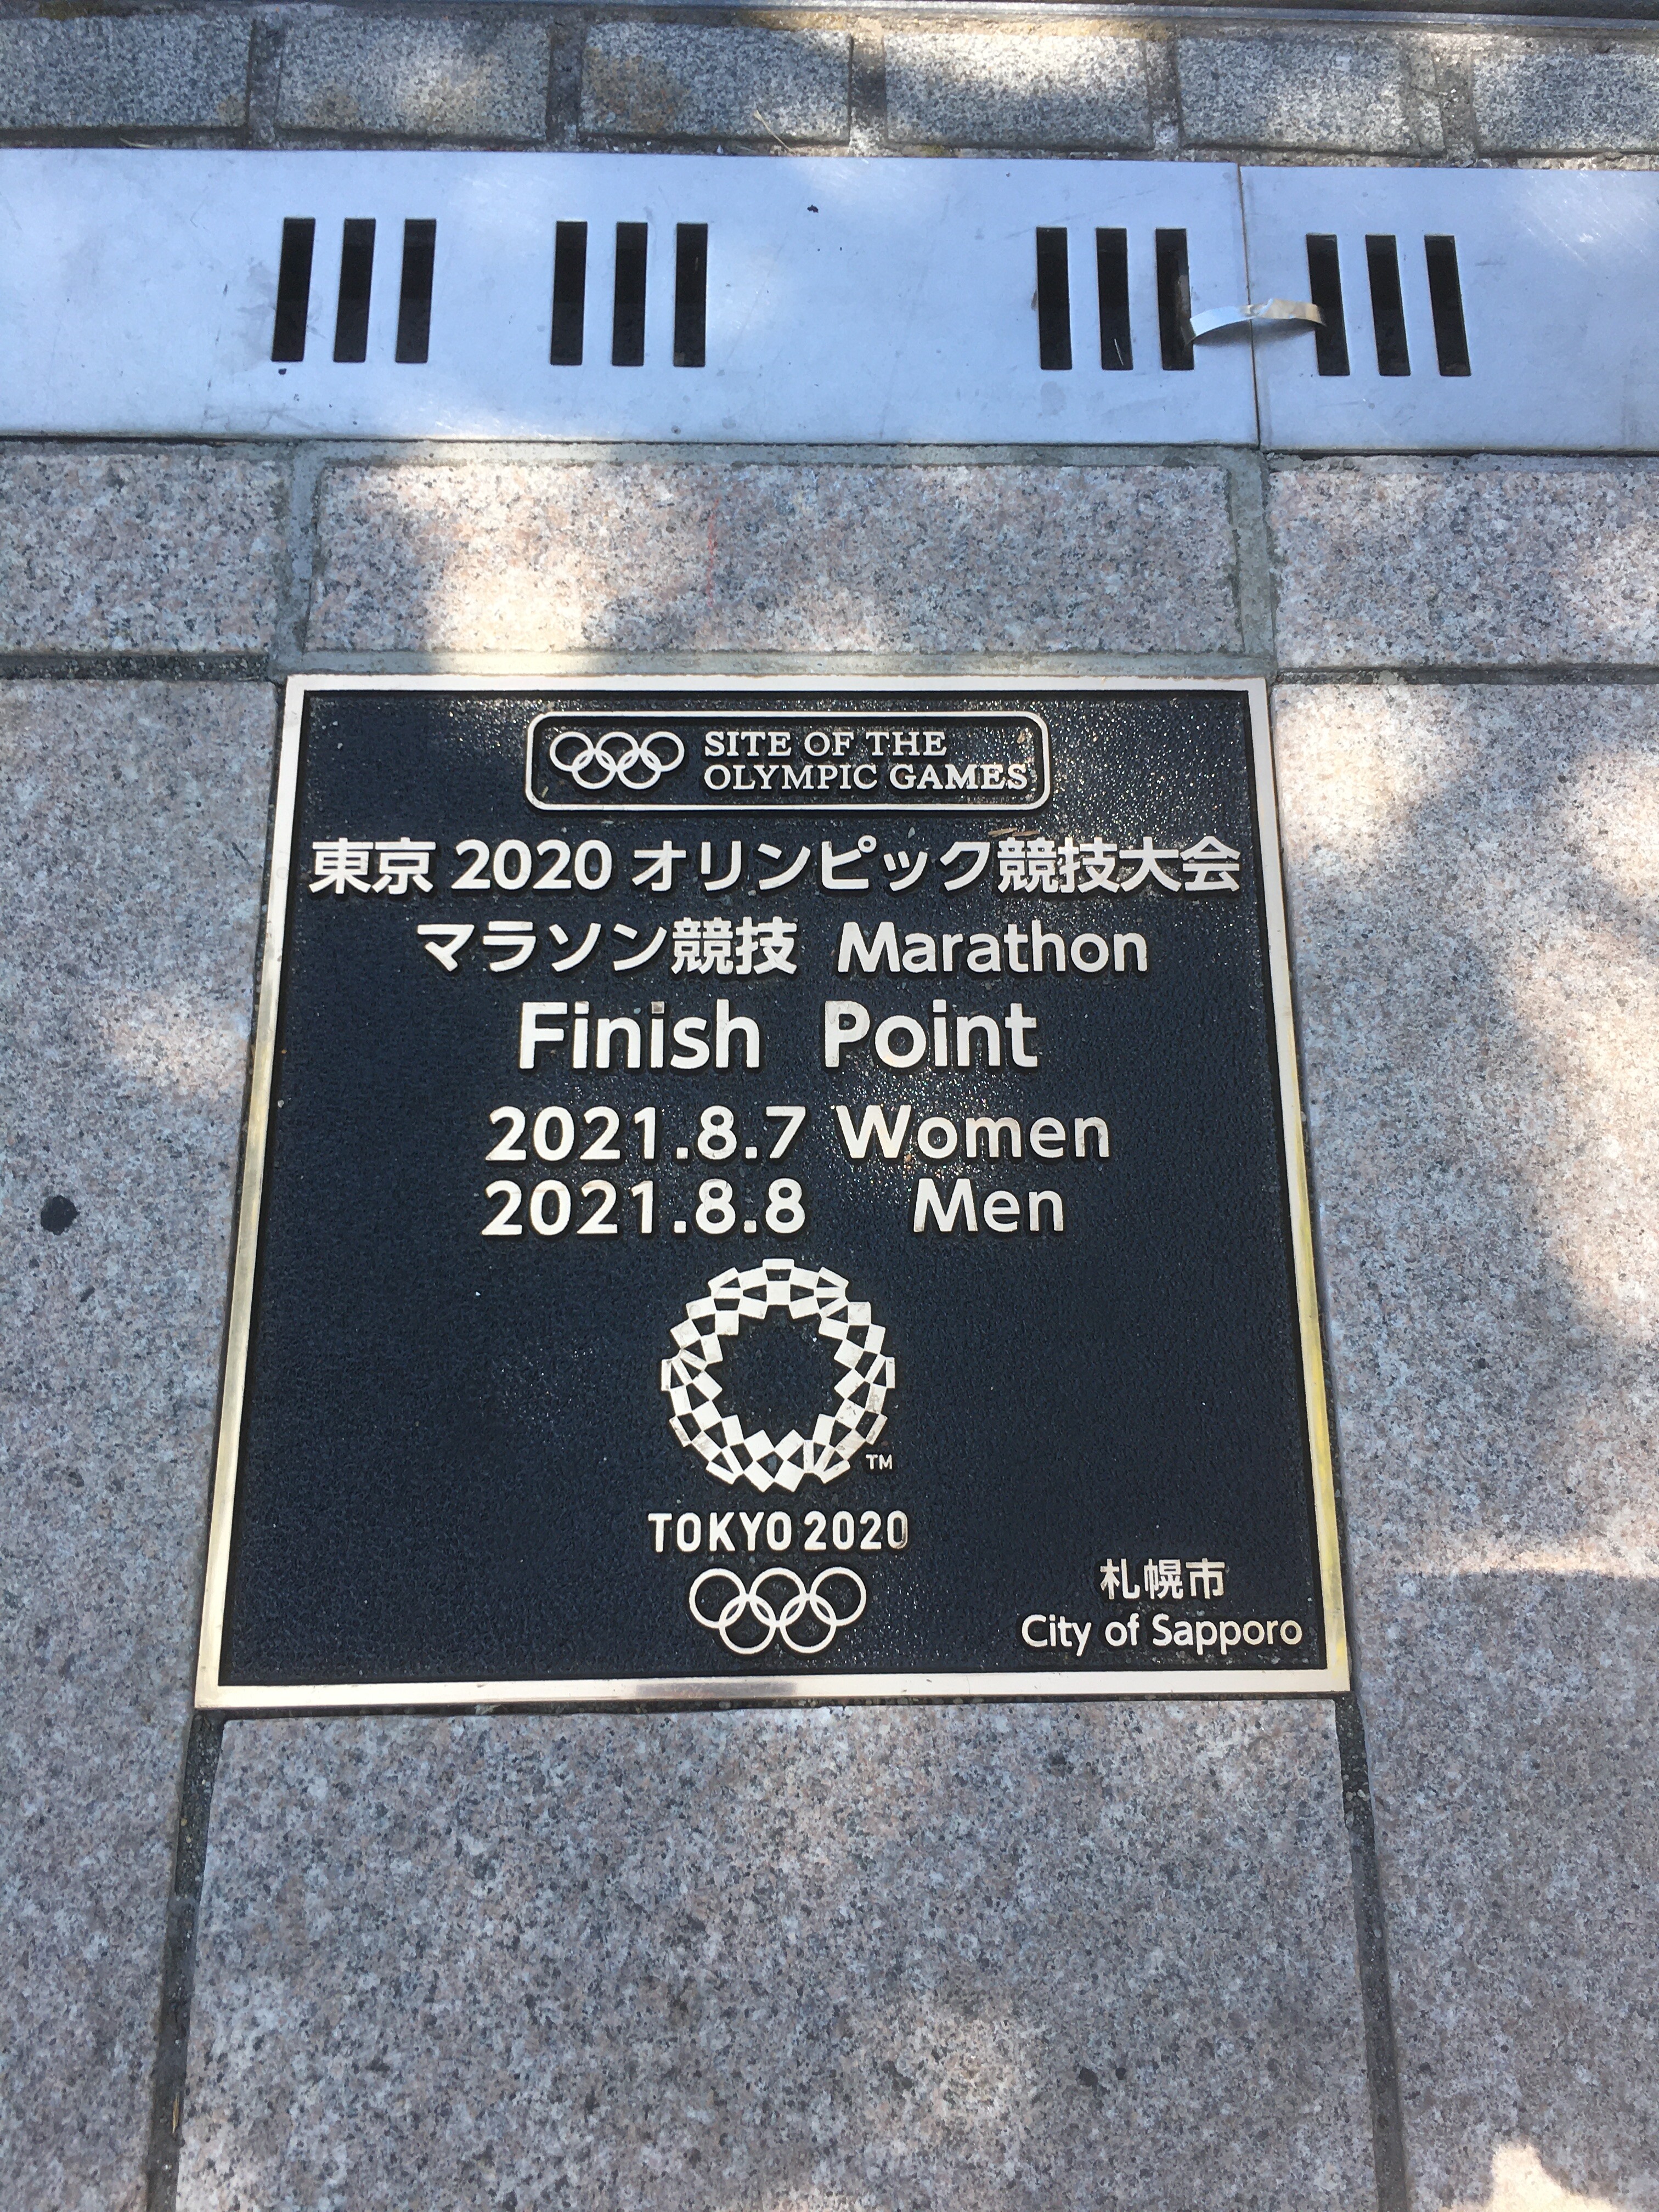 SITE OF THE
OLYMPIC GAMES
東京 2020 オリンピック競技大会
マラソン競技 Marathon
Finish Point
2021.8.7 Women
2021.8.8 Men
TM
TOKYO 2020
札幌市
City of Sapporo